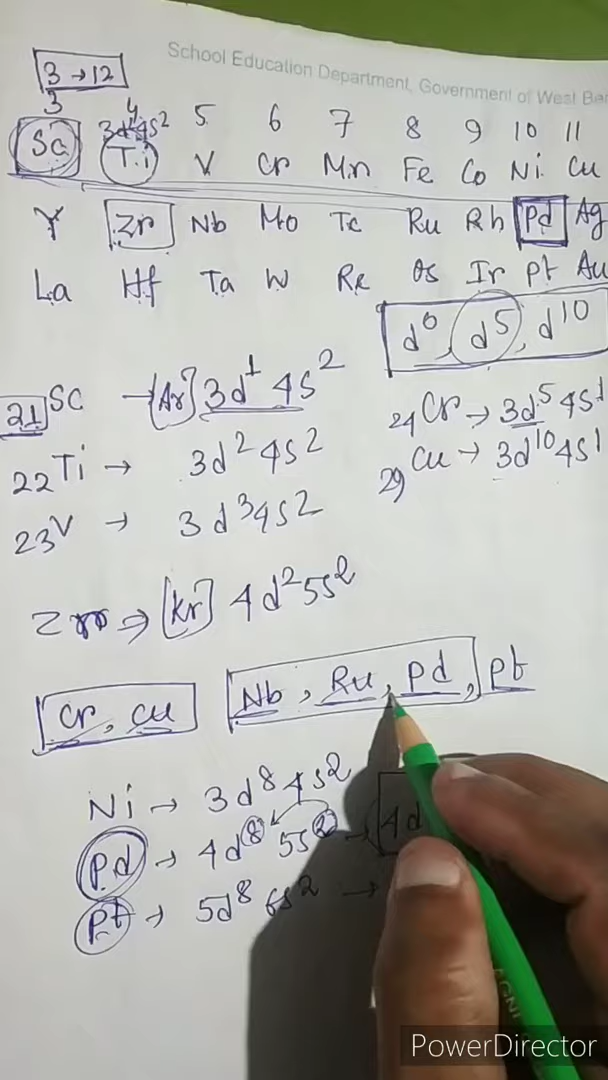 School Education Department, Government of West Ben
3 → 12
3 4 5 6 7 8 9 10 11
3d²4s²
Sc Ti V Cr Mn Fe Co Ni Cu
Y Zr Nb Mo Tc Ru Rh Pd Ag
La Hf Ta W Re Os Ir Pt Au
d⁰, d⁵, d¹⁰
21Sc → [Ar] 3d¹ 4s²
24Cr → 3d⁵ 4s¹
22Ti → 3d² 4s²
29Cu → 3d¹⁰ 4s¹
23V → 3d³ 4s²
Zr ⇒ [Kr] 4d² 5s²
Cr, Cu Nb, Ru, Pd, Pt
Ni → 3d⁸ 4s²
Pd → 4d⁸ 5s² → 4d
Pt → 5d⁸ 6s² →
PowerDirector